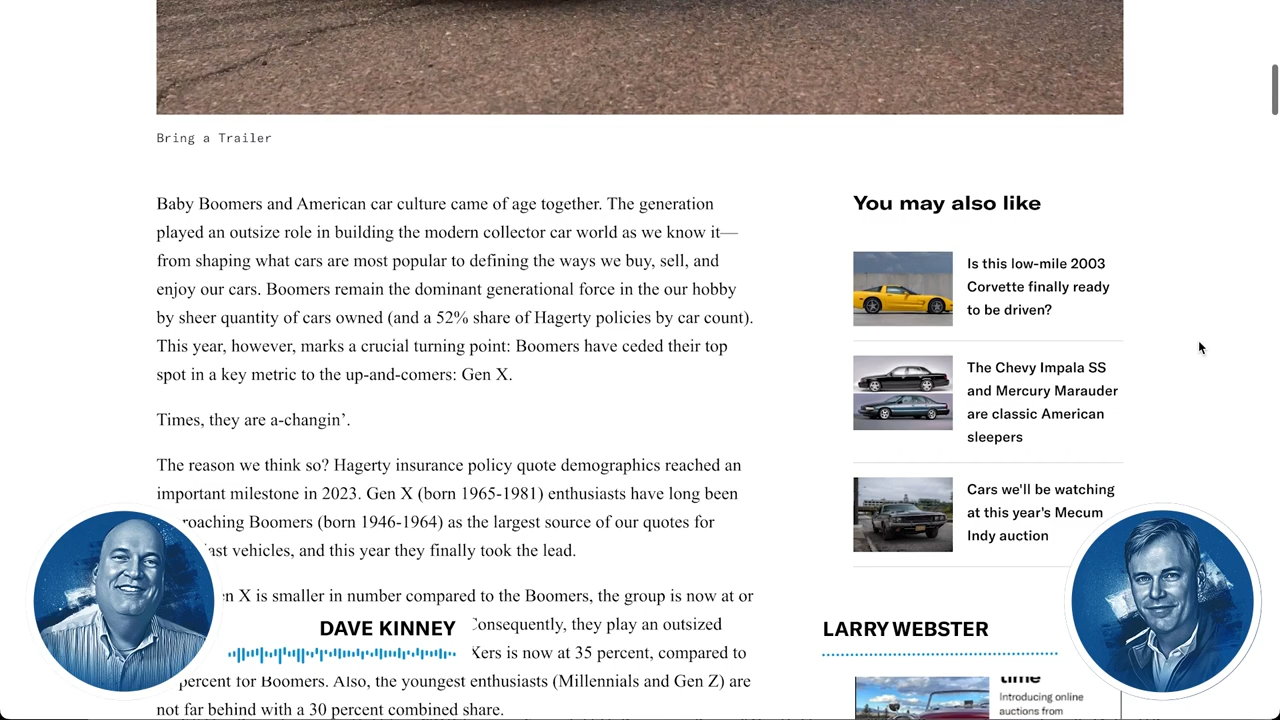 Bring a Trailer
Baby Boomers and American car culture came of age together. The generation
played an outsize role in building the modern collector car world as we know it—
from shaping what cars are most popular to defining the ways we buy, sell, and
enjoy our cars. Boomers remain the dominant generational force in the our hobby
by sheer quantity of cars owned (and a 52% share of Hagerty policies by car count).
This year, however, marks a crucial turning point: Boomers have ceded their top
spot in a key metric to the up-and-comers: Gen X.
Times, they are a-changin’.
The reason we think so? Hagerty insurance policy quote demographics reached an
important milestone in 2023. Gen X (born 1965-1981) enthusiasts have long been
Boomers (born 1946-1964) as the largest source of our quotes for
vehicles, and this year they finally took the lead.
X is smaller in number compared to the Boomers, the group is now at or
Consequently, they play an outsized
is now at 35 percent, compared to
percent for Boomers. Also, the youngest enthusiasts (Millennials and Gen Z) are
not far behind with a 30 percent combined share.
You may also like
Is this low-mile 2003
Corvette finally ready
to be driven?
The Chevy Impala SS
and Mercury Marauder
are classic American
sleepers
Cars we'll be watching
at this year's Mecum
Indy auction
time
Introducing online
auctions from
DAVE KINNEY
LARRY WEBSTER